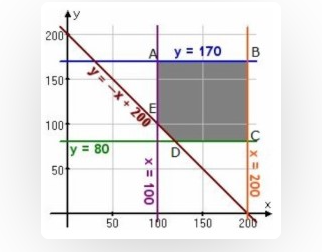 y
200
A
y = 170
B
150
y = −x + 200
E
100
y = 80
D
C
50
x = 100
x = 200
x
50
100
150
200